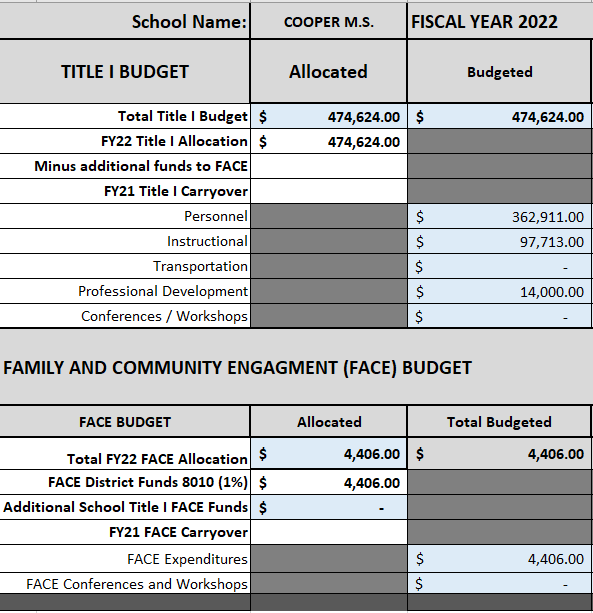 School Name: COOPER M.S. FISCAL YEAR 2022
TITLE I BUDGET Allocated Budgeted
Total Title I Budget $ 474,624.00 $ 474,624.00
FY22 Title I Allocation $ 474,624.00
Minus additional funds to FACE
FY21 Title I Carryover
Personnel $ 362,911.00
Instructional $ 97,713.00
Transportation $ -
Professional Development $ 14,000.00
Conferences / Workshops $ -
FAMILY AND COMMUNITY ENGAGMENT (FACE) BUDGET
FACE BUDGET Allocated Total Budgeted
Total FY22 FACE Allocation $ 4,406.00 $ 4,406.00
FACE District Funds 8010 (1%) $ 4,406.00
Additional School Title I FACE Funds $ -
FY21 FACE Carryover
FACE Expenditures $ 4,406.00
FACE Conferences and Workshops $ -